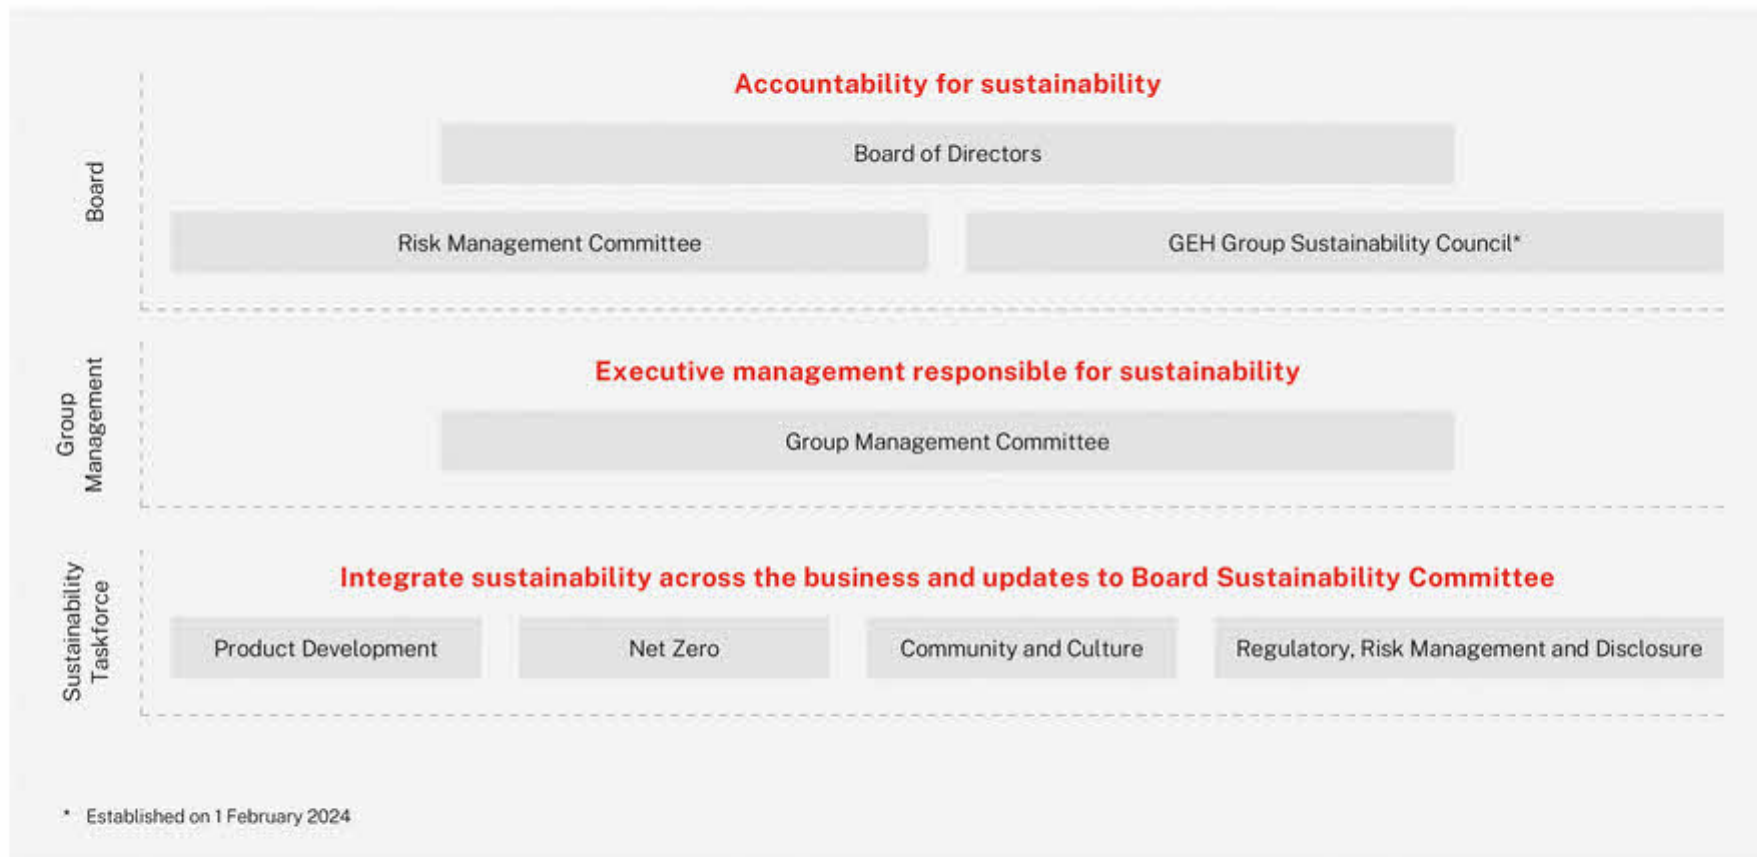 Accountability for sustainability
Board
Board of Directors
Risk Management Committee
GEH Group Sustainability Council*
Group
Management
Executive management responsible for sustainability
Group Management Committee
Sustainability
Taskforce
Integrate sustainability across the business and updates to Board Sustainability Committee
Product Development
Net Zero
Community and Culture
Regulatory, Risk Management and Disclosure
* Established on 1 February 2024